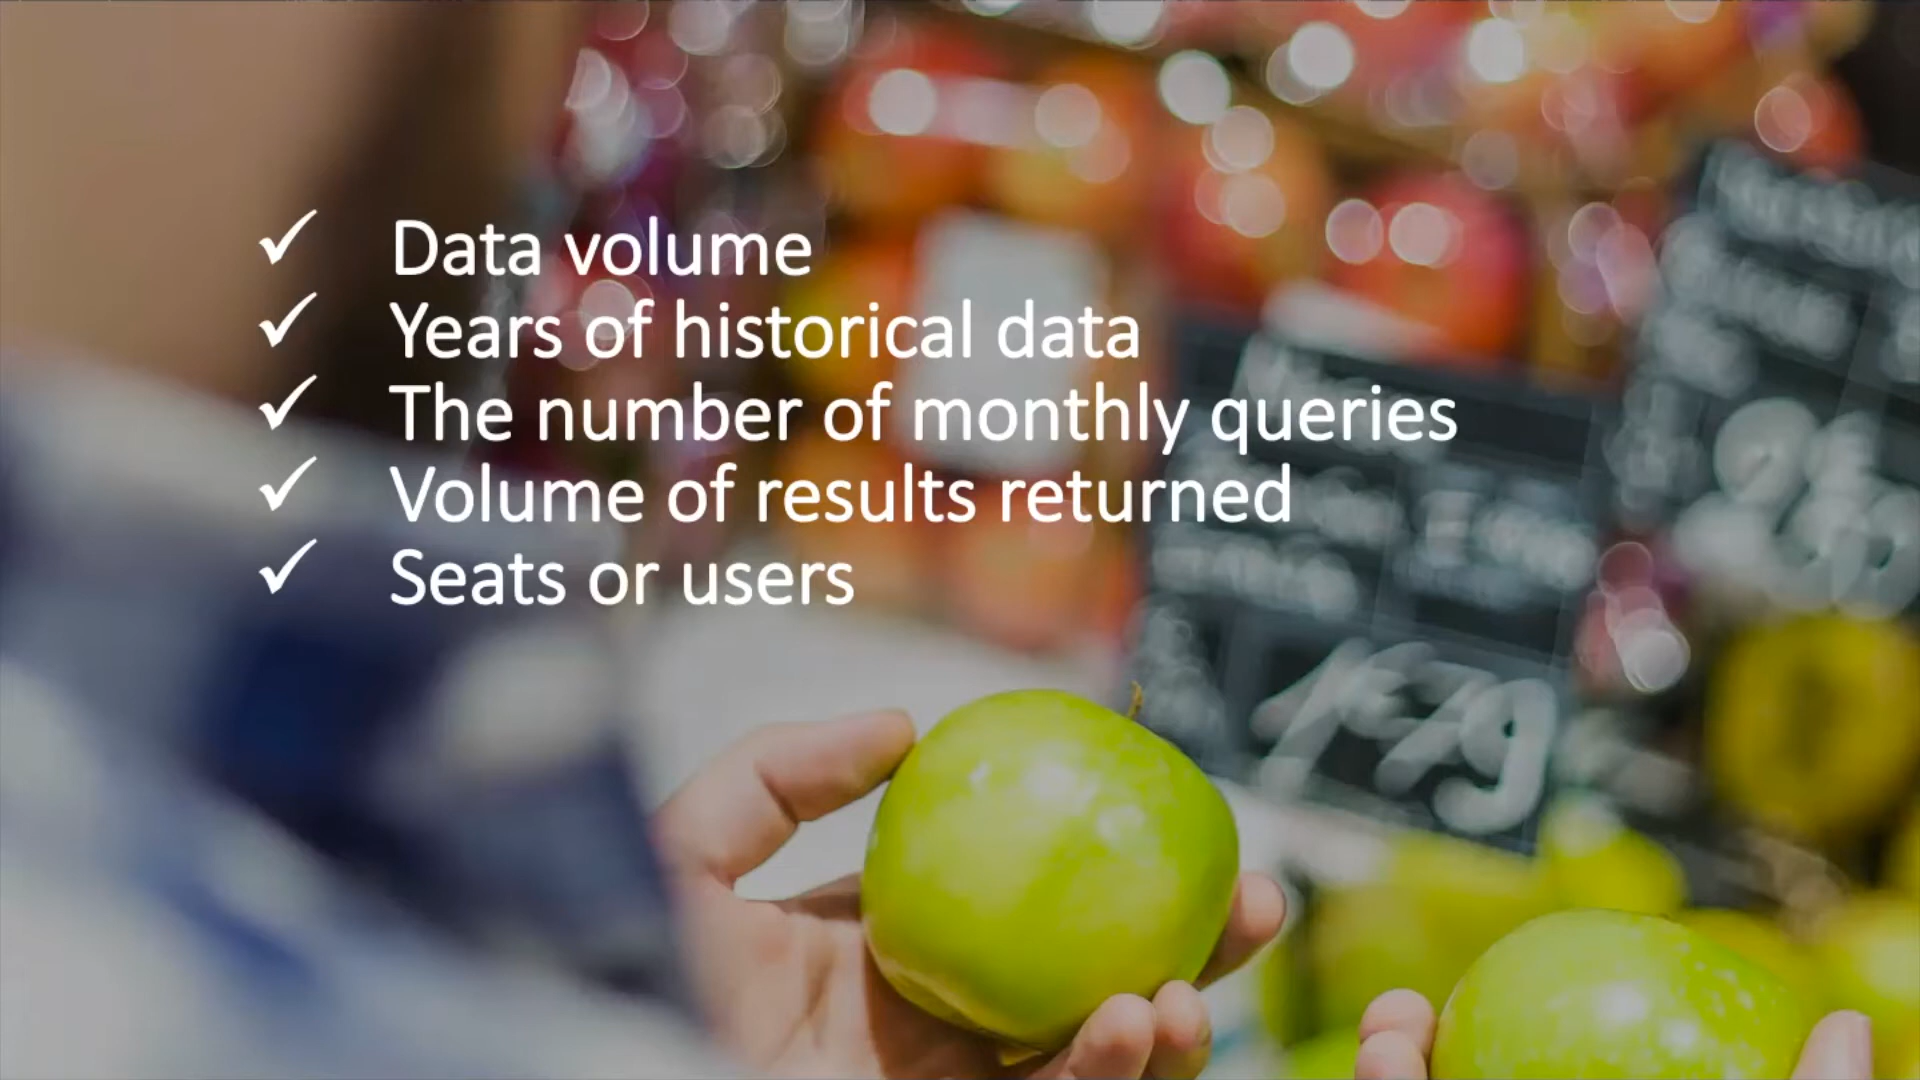 ✓ Data volume
✓ Years of historical data
✓ The number of monthly queries
✓ Volume of results returned
✓ Seats or users